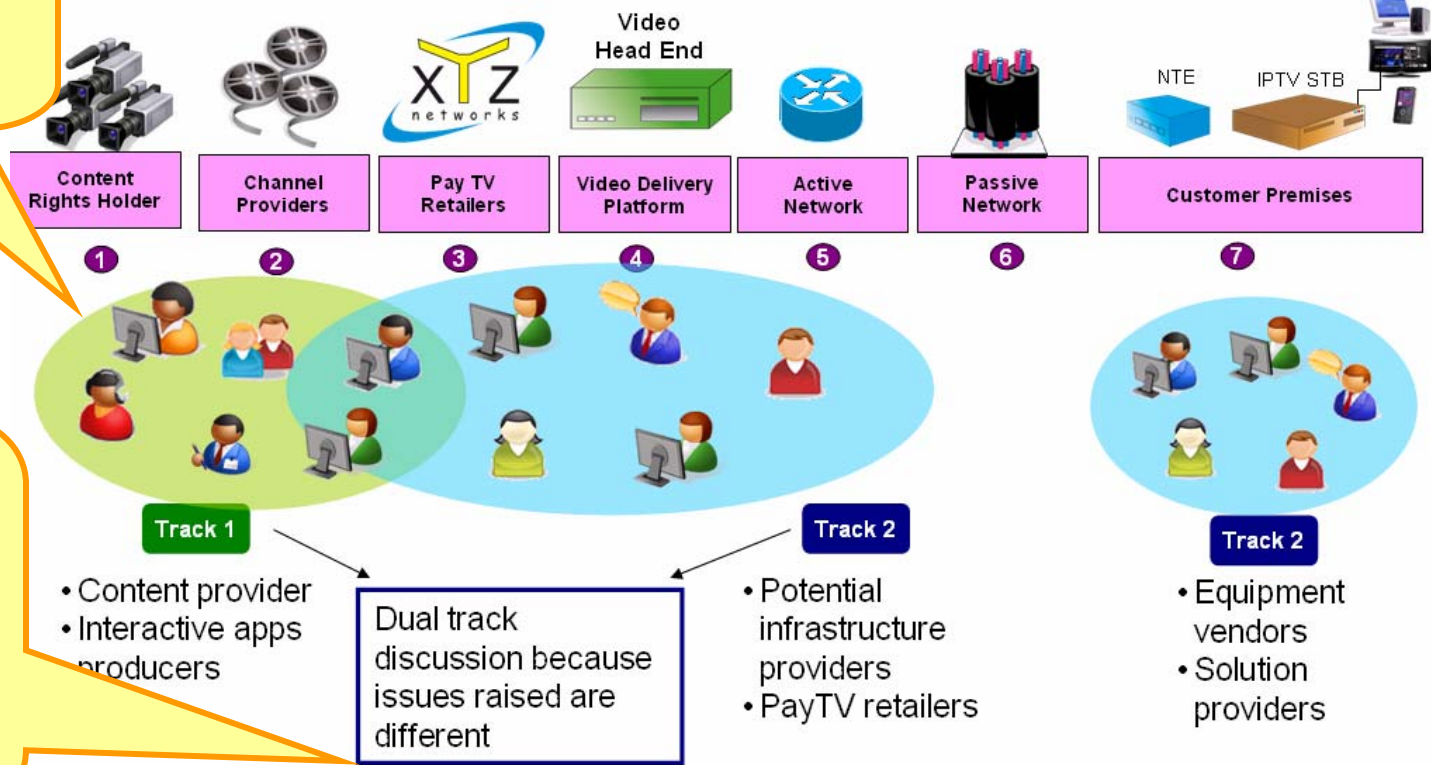 Video
Head End
XYZ
networks
NTE
IPTV STB
Content
Rights Holder
Channel
Providers
Pay TV
Retailers
Video Delivery
Platform
Active
Network
Passive
Network
Customer Premises
1
2
3
4
5
6
7
Track 1
• Content provider
• Interactive apps
producers
Dual track
discussion because
issues raised are
different
Track 2
• Potential
infrastructure
providers
• PayTV retailers
Track 2
• Equipment
vendors
• Solution
providers